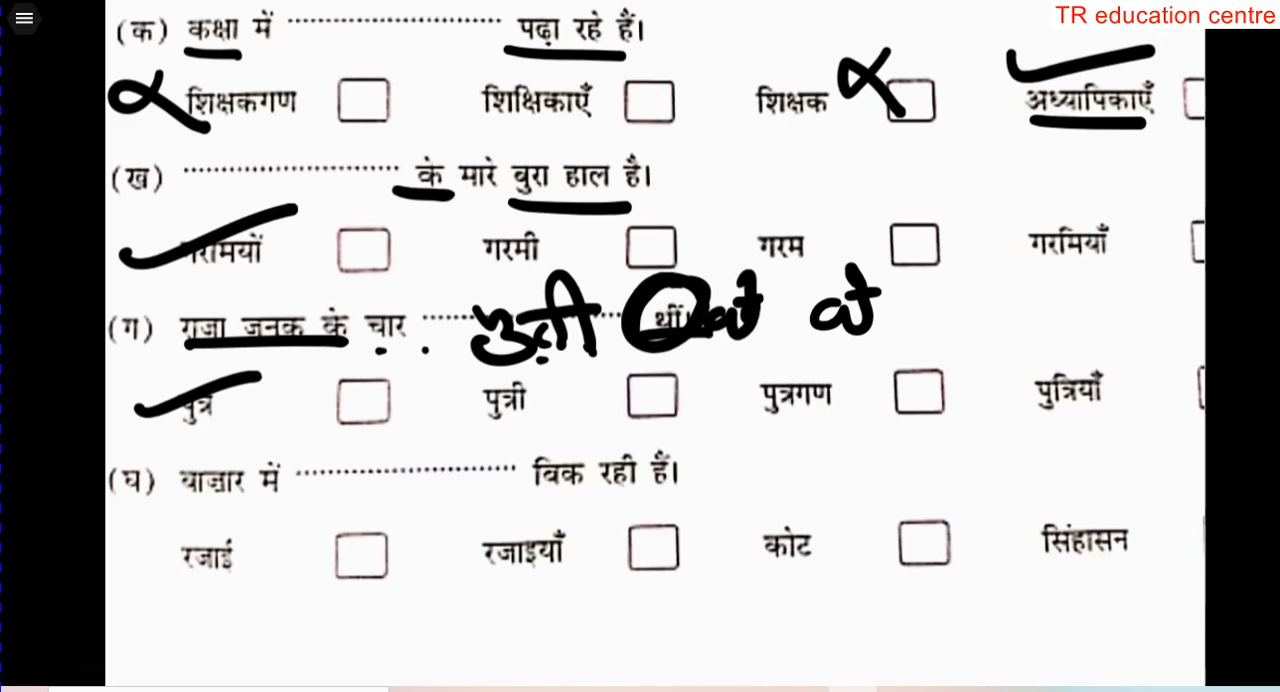 TR education centre
(क) कक्षा में ........................ पढ़ा रहे हैं।
शिक्षकगण शिक्षिकाएँ शिक्षक अध्यापिकाएँ
(ख) ........................ के मारे बुरा हाल है।
गरमियों गरमी गरम गरमियाँ
(ग) राजा जनक के चार ........................ थीं।
पुत्र पुत्री पुत्रगण पुत्रियाँ
(घ) बाज़ार में ........................ बिक रही हैं।
रजाई रजाइयाँ कोट सिंहासन